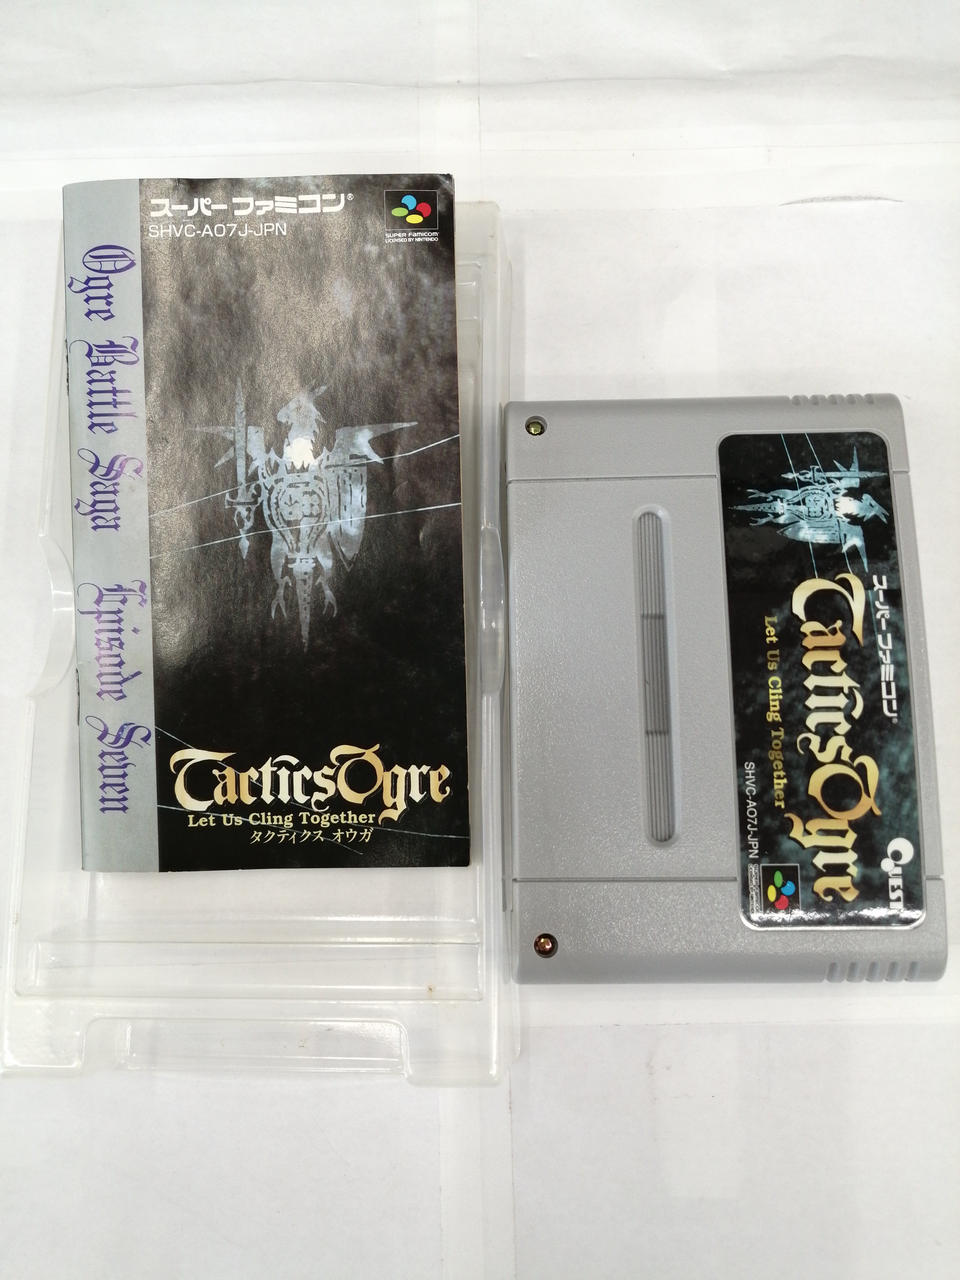 スーパーファミコン®
SHVC-A07J-JPN
SUPER Famicom
LICENSED BY NINTENDO
Ogre Battle Saga Episode Seven
TacticsOgre
Let Us Cling Together
タクティクス オウガ
スーパーファミコン
TacticsOgre
Let Us Cling Together
SHVC-A07J-JPN
QUEST